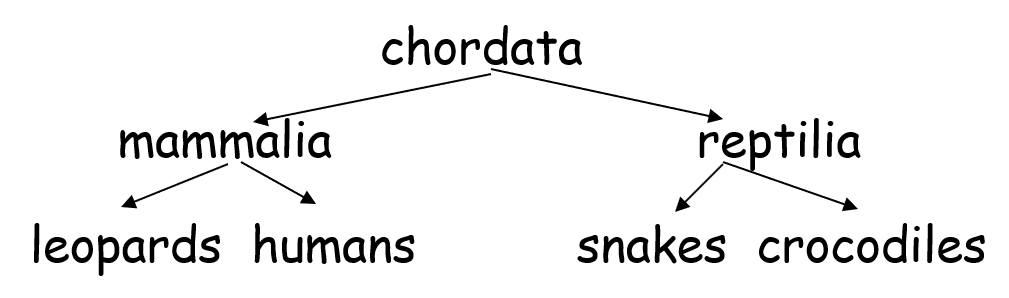 chordata
mammalia reptilia
leopards humans snakes crocodiles